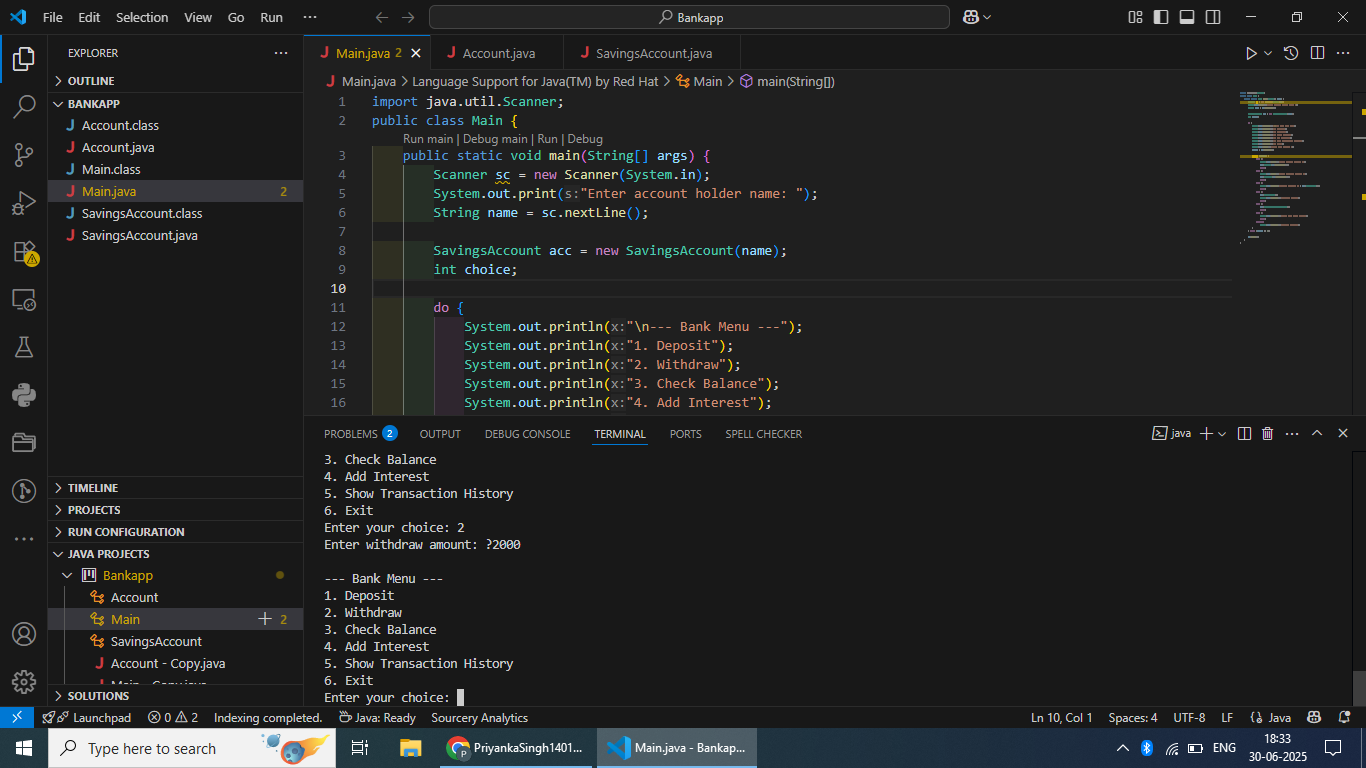 File Edit Selection View Go Run ···
Bankapp
EXPLORER
OUTLINE
BANKAPP
J Account.class
J Account.java
J Main.class
J Main.java 2
J SavingsAccount.class
J SavingsAccount.java
TIMELINE
PROJECTS
RUN CONFIGURATION
JAVA PROJECTS
Bankapp
Account
Main 2
SavingsAccount
J Account - Copy.java
SOLUTIONS
J Main.java 2 J Account.java J SavingsAccount.java
J Main.java > Language Support for Java(TM) by Red Hat > Main > main(String[])
1 import java.util.Scanner;
2 public class Main {
Run main | Debug main | Run | Debug
3 public static void main(String[] args) {
4 Scanner sc = new Scanner(System.in);
5 System.out.print(s:"Enter account holder name: ");
6 String name = sc.nextLine();
7
8 SavingsAccount acc = new SavingsAccount(name);
9 int choice;
10
11 do {
12 System.out.println(x:"\n--- Bank Menu ---");
13 System.out.println(x:"1. Deposit");
14 System.out.println(x:"2. Withdraw");
15 System.out.println(x:"3. Check Balance");
16 System.out.println(x:"4. Add Interest");
PROBLEMS 2 OUTPUT DEBUG CONSOLE TERMINAL PORTS SPELL CHECKER
java
3. Check Balance
4. Add Interest
5. Show Transaction History
6. Exit
Enter your choice: 2
Enter withdraw amount: ?2000
--- Bank Menu ---
1. Deposit
2. Withdraw
3. Check Balance
4. Add Interest
5. Show Transaction History
6. Exit
Enter your choice:
Launchpad 0 2 Indexing completed. Java: Ready Sourcery Analytics
Ln 10, Col 1 Spaces: 4 UTF-8 LF {} Java
Type here to search
PriyankaSingh1401...
Main.java - Bankap...
ENG
18:33
30-06-2025